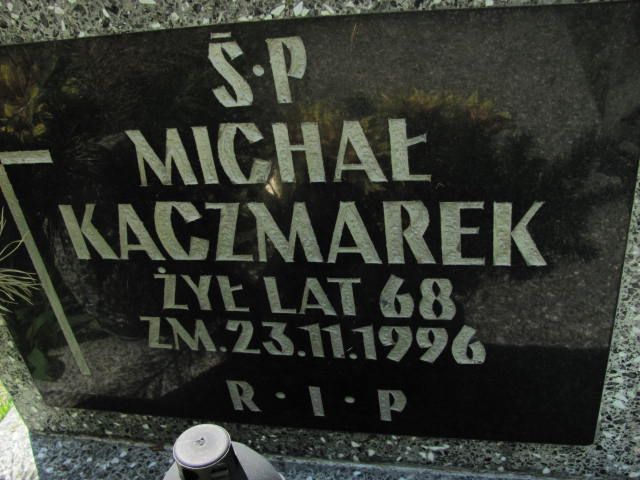 Ś·P
MICHAŁ
KACZMAREK
ŻYŁ LAT 68
ZM.23.11.1996
R·I·P